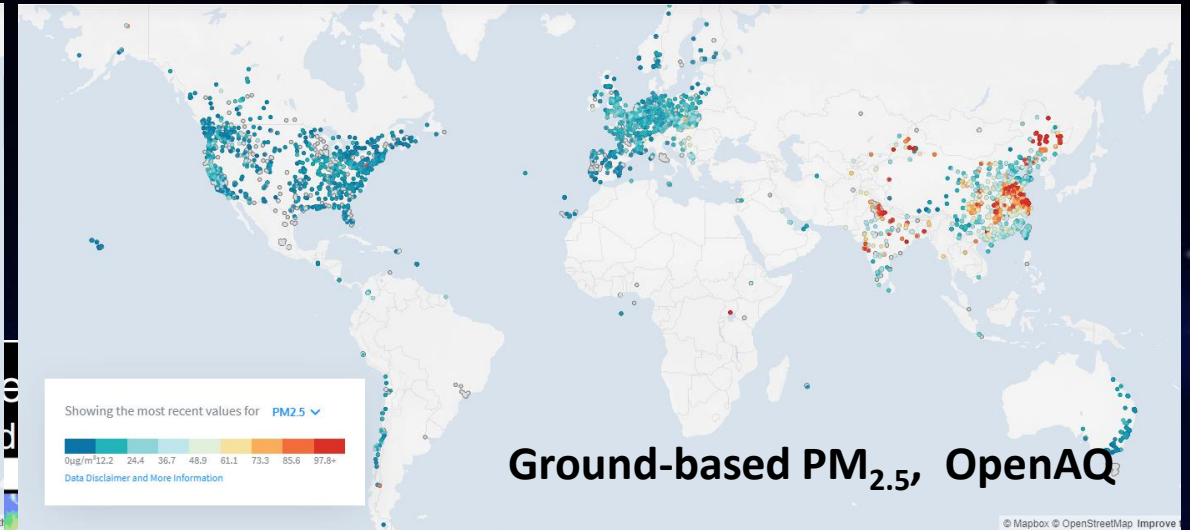 Showing the most recent values for PM2.5
0µg/m³ 12.2 24.4 36.7 48.9 61.1 73.3 85.6 97.8+
Data Disclaimer and More Information
Ground-based PM2.5, OpenAQ
© Mapbox © OpenStreetMap Improve